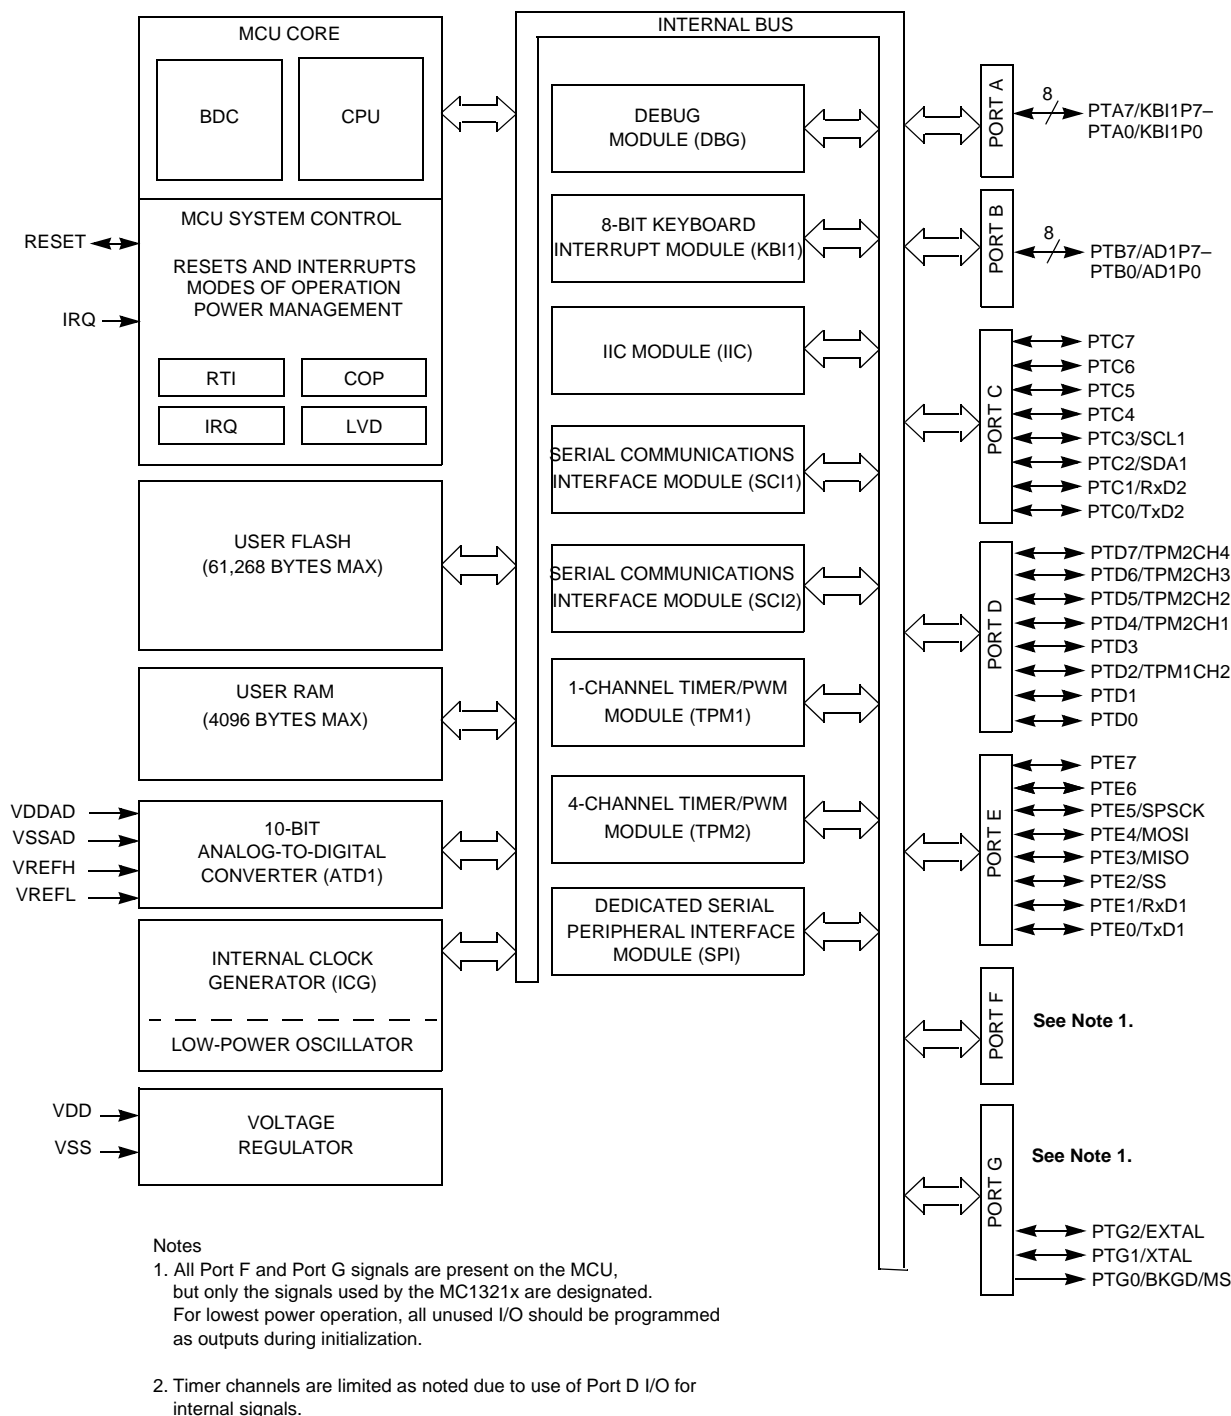 MCU CORE
BDC
CPU
MCU SYSTEM CONTROL
RESETS AND INTERRUPTS
MODES OF OPERATION
POWER MANAGEMENT
RTI
COP
IRQ
LVD
RESET
IRQ
USER FLASH
(61,268 BYTES MAX)
USER RAM
(4096 BYTES MAX)
VDDAD
VSSAD
VREFH
VREFL
10-BIT
ANALOG-TO-DIGITAL
CONVERTER (ATD1)
INTERNAL CLOCK
GENERATOR (ICG)
LOW-POWER OSCILLATOR
VDD
VSS
VOLTAGE
REGULATOR
INTERNAL BUS
DEBUG
MODULE (DBG)
8-BIT KEYBOARD
INTERRUPT MODULE (KBI1)
IIC MODULE (IIC)
SERIAL COMMUNICATIONS
INTERFACE MODULE (SCI1)
SERIAL COMMUNICATIONS
INTERFACE MODULE (SCI2)
1-CHANNEL TIMER/PWM
MODULE (TPM1)
4-CHANNEL TIMER/PWM
MODULE (TPM2)
DEDICATED SERIAL
PERIPHERAL INTERFACE
MODULE (SPI)
PORT A
8
PTA7/KBI1P7–
PTA0/KBI1P0
PORT B
8
PTB7/AD1P7–
PTB0/AD1P0
PORT C
PTC7
PTC6
PTC5
PTC4
PTC3/SCL1
PTC2/SDA1
PTC1/RxD2
PTC0/TxD2
PORT D
PTD7/TPM2CH4
PTD6/TPM2CH3
PTD5/TPM2CH2
PTD4/TPM2CH1
PTD3
PTD2/TPM1CH2
PTD1
PTD0
PORT E
PTE7
PTE6
PTE5/SPSCK
PTE4/MOSI
PTE3/MISO
PTE2/SS
PTE1/RxD1
PTE0/TxD1
PORT F
See Note 1.
PORT G
See Note 1.
PTG2/EXTAL
PTG1/XTAL
PTG0/BKGD/MS
Notes
1. All Port F and Port G signals are present on the MCU,
but only the signals used by the MC1321x are designated.
For lowest power operation, all unused I/O should be programmed
as outputs during initialization.
2. Timer channels are limited as noted due to use of Port D I/O for
internal signals.